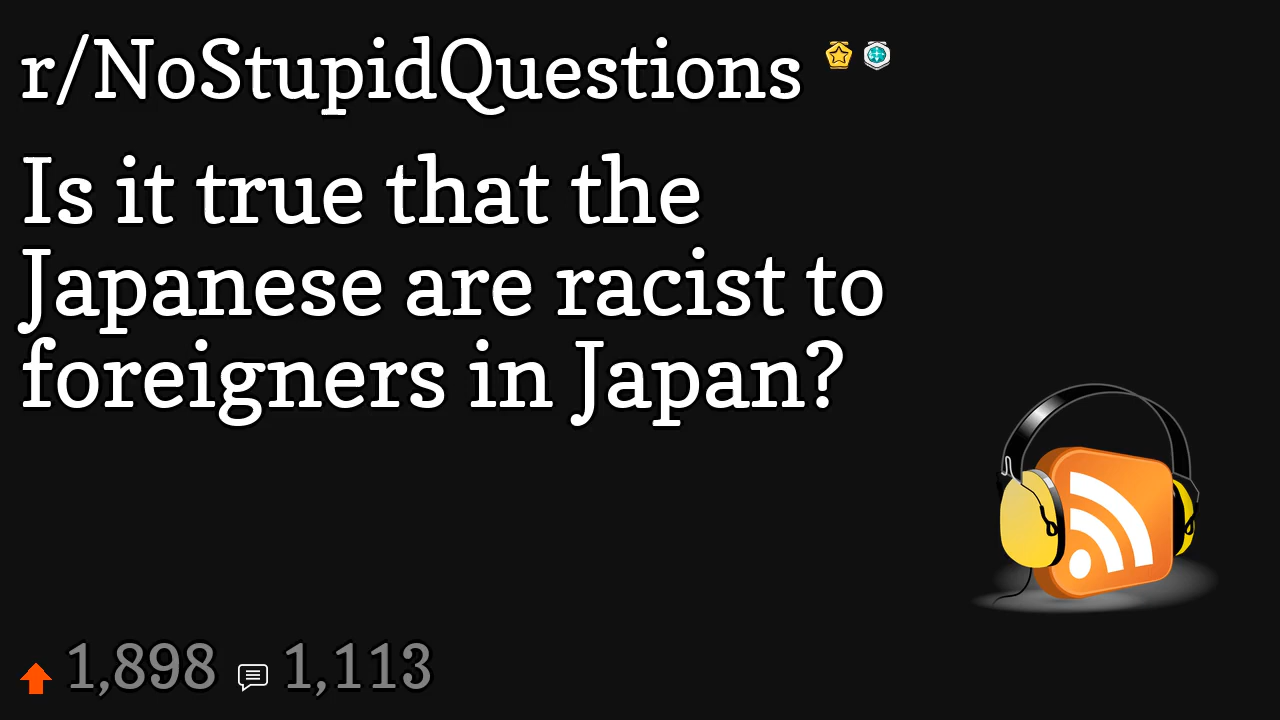 r/NoStupidQuestions
Is it true that the
Japanese are racist to
foreigners in Japan?
1,898 1,113